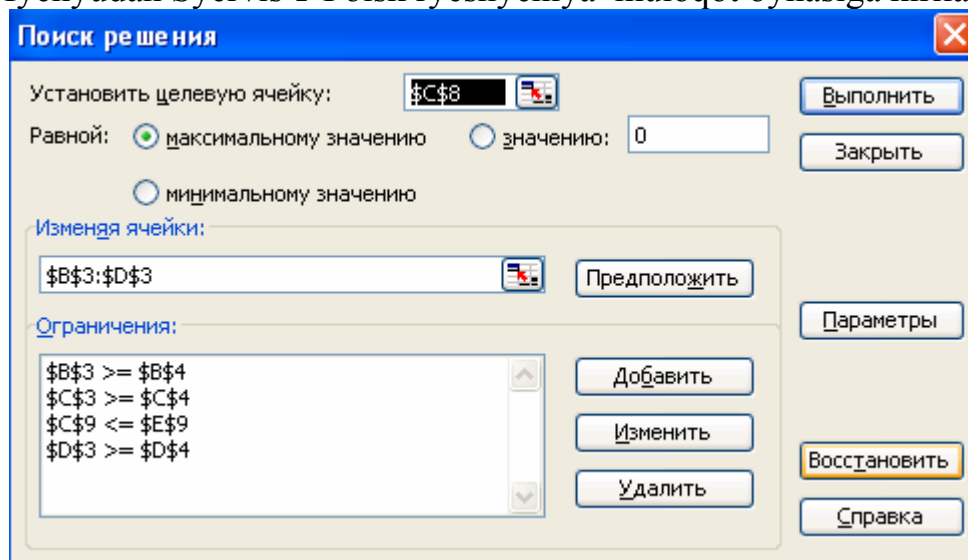 Поиск решения
Установить целевую ячейку: $C$8
Выполнить
Равной: максимальному значению значению: 0
Закрыть
минимальному значению
Изменяя ячейки:
$B$3:$D$3
Предположить
Параметры
Ограничения:
$B$3 >= $B$4
$C$3 >= $C$4
$C$9 <= $E$9
$D$3 >= $D$4
Добавить
Изменить
Удалить
Восстановить
Справка